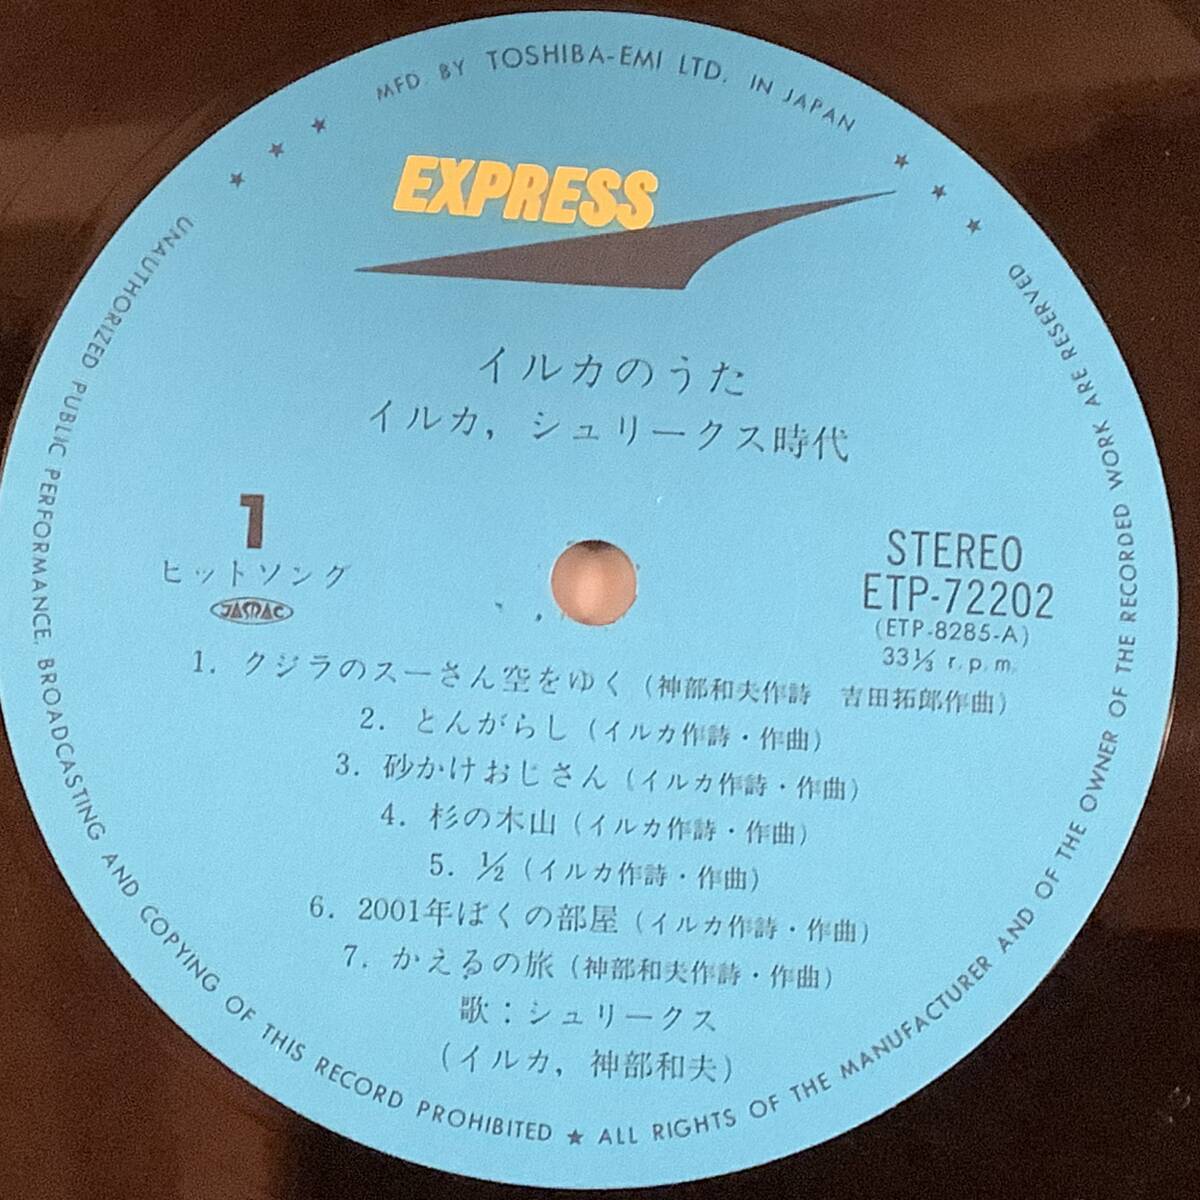 MFD. BY TOSHIBA-EMI LTD. IN JAPAN
EXPRESS
イルカのうた
イルカ, シュリークス時代
1
ヒットソング
JASRAC
STEREO
ETP-72202
(ETP-8285-A)
33⅓ r.p.m.
1. クジラのスーさん空をゆく (神部和夫作詩 吉田拓郎作曲)
2. とんがらし (イルカ作詩・作曲)
3. 砂かけおじさん (イルカ作詩・作曲)
4. 杉の木山 (イルカ作詩・作曲)
5. ½ (イルカ作詩・作曲)
6. 2001年ぼくの部屋 (イルカ作詩・作曲)
7. かえるの旅 (神部和夫作詩・作曲)
歌：シュリークス
(イルカ, 神部和夫)
UNAUTHORIZED PUBLIC PERFORMANCE, BROADCASTING AND COPYING OF THIS RECORD PROHIBITED ★ ALL RIGHTS OF THE MANUFACTURER AND OF THE OWNER OF THE RECORDED WORK ARE RESERVED